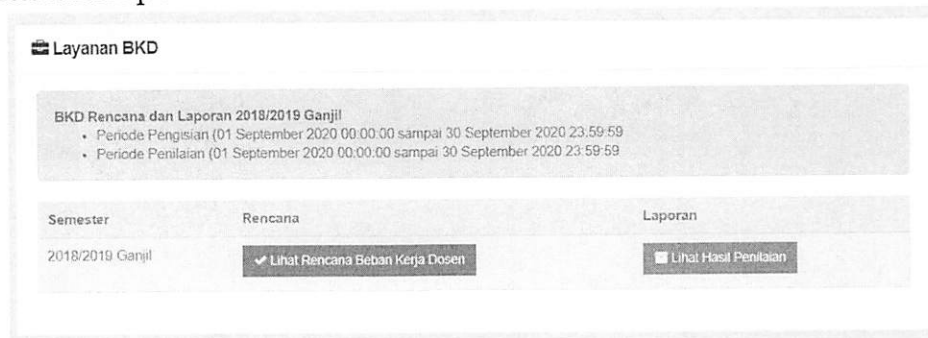 Layanan BKD
BKD Rencana dan Laporan 2018/2019 Ganjil
• Periode Pengisian (01 September 2020 00:00:00 sampai 30 September 2020 23:59:59
• Periode Penilaian (01 September 2020 00:00:00 sampai 30 September 2020 23:59:59
Semester Rencana Laporan
2018/2019 Ganjil Lihat Rencana Beban Kerja Dosen Lihat Hasil Penilaian